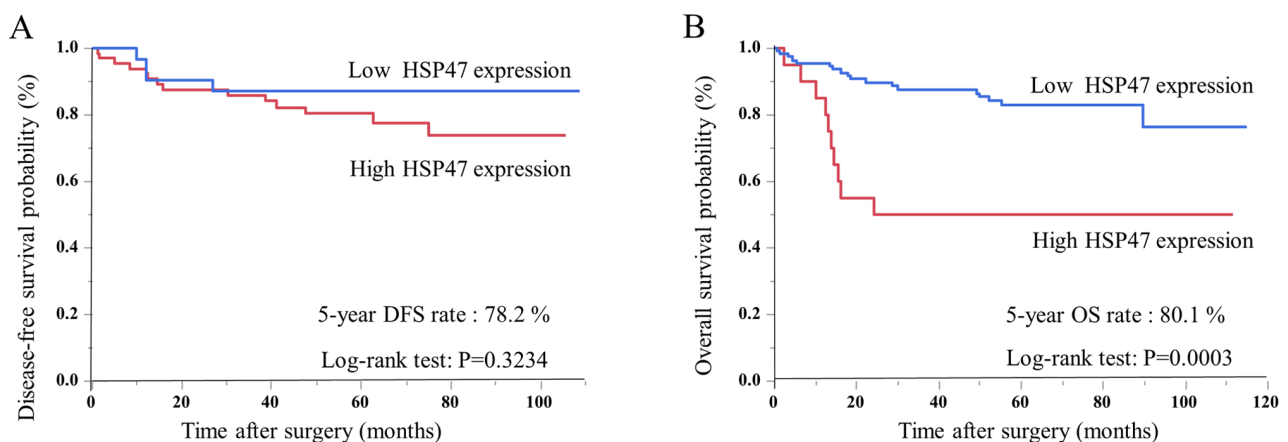 A
Disease-free survival probability (%)
1.0
0.8
0.6
0.4
0.2
0.0
Low HSP47 expression
High HSP47 expression
5-year DFS rate : 78.2 %
Log-rank test: P=0.3234
0 20 40 60 80 100
Time after surgery (months)
B
Overall survival probability (%)
1.0
0.8
0.6
0.4
0.2
0.0
Low HSP47 expression
High HSP47 expression
5-year OS rate : 80.1 %
Log-rank test: P=0.0003
0 20 40 60 80 100 120
Time after surgery (months)